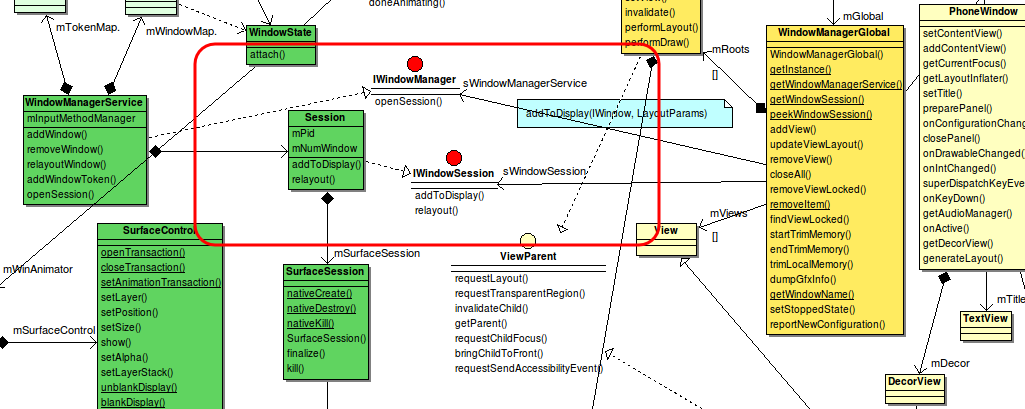 doneAnimating()
mTokenMap.
mWindowMap.
WindowState
attach()
invalidate()
performLayout()
performDraw()
mRoots
[]
mGlobal
WindowManagerService
mInputMethodManager
addWindow()
removeWindow()
relayoutWindow()
addWindowToken()
openSession()
IWindowManager
openSession()
sWindowManagerService
addToDisplay(IWindow, LayoutParams)
Session
mPid
mNumWindow
addToDisplay()
relayout()
IWindowSession
addToDisplay()
relayout()
sWindowSession
WindowManagerGlobal
WindowManagerGlobal()
getInstance()
getWindowManagerService()
getWindowSession()
peekWindowSession()
addView()
updateViewLayout()
removeView()
closeAll()
removeViewLocked()
removeItem()
findViewLocked()
startTrimMemory()
endTrimMemory()
trimLocalMemory()
dumpGfxInfo()
getWindowName()
setStoppedState()
reportNewConfiguration()
PhoneWindow
setContentView()
addContentView()
getCurrentFocus()
getLayoutInflater()
setTitle()
preparePanel()
onConfigurationChang
closePanel()
onDrawableChanged()
onIntChanged()
superDispatchKeyEve
onKeyDown()
getAudioManager()
onActive()
getDecorView()
generateLayout()
mViews
[]
View
SurfaceControl
openTransaction()
closeTransaction()
setAnimationTransaction()
setLayer()
setPosition()
setSize()
show()
setAlpha()
setLayerStack()
unblankDisplay()
blankDisplay()
mWinAnimator
mSurfaceControl
mSurfaceSession
SurfaceSession
nativeCreate()
nativeDestroy()
nativeKill()
SurfaceSession()
finalize()
kill()
ViewParent
requestLayout()
requestTransparentRegion()
invalidateChild()
getParent()
requestChildFocus()
bringChildToFront()
requestSendAccessibilityEvent()
mTitle
TextView
mDecor
DecorView